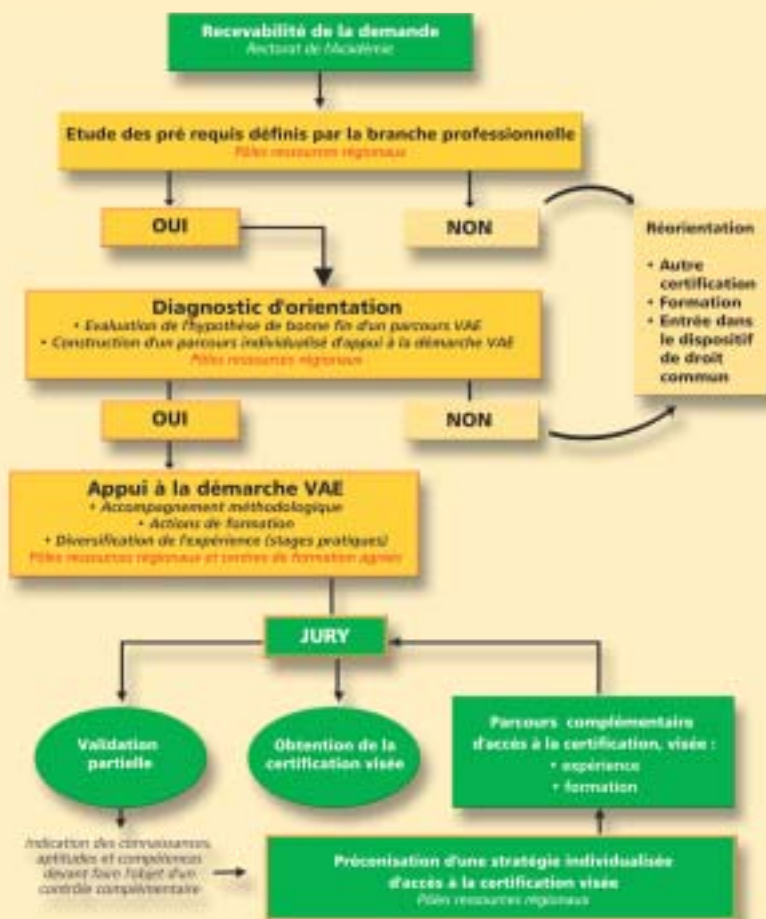 Recevabilité de la demande
Rectorat de l'Académie
Etude des pré requis définis par la branche professionnelle
Pôles ressources régionaux
OUI
NON
Réorientation
• Autre
certification
• Formation
• Entrée dans
le dispositif
de droit
commun
Diagnostic d'orientation
• Evaluation de l'hypothèse de bonne fin d'un parcours VAE
• Construction d'un parcours individualisé d'appui à la démarche VAE
Pôles ressources régionaux
OUI
NON
Appui à la démarche VAE
• Accompagnement méthodologique
• Actions de formation
• Diversification de l'expérience (stages pratiques)
Pôles ressources régionaux et centres de formation agréés
JURY
Validation
partielle
Obtention de la
certification visée
Parcours complémentaire
d'accès à la certification, visée :
• expérience
• formation
Indication des connaissances,
aptitudes et compétences
devant faire l'objet d'un
contrôle complémentaire
Préconisation d'une stratégie individualisée
d'accès à la certification visée
Pôles ressources régionaux